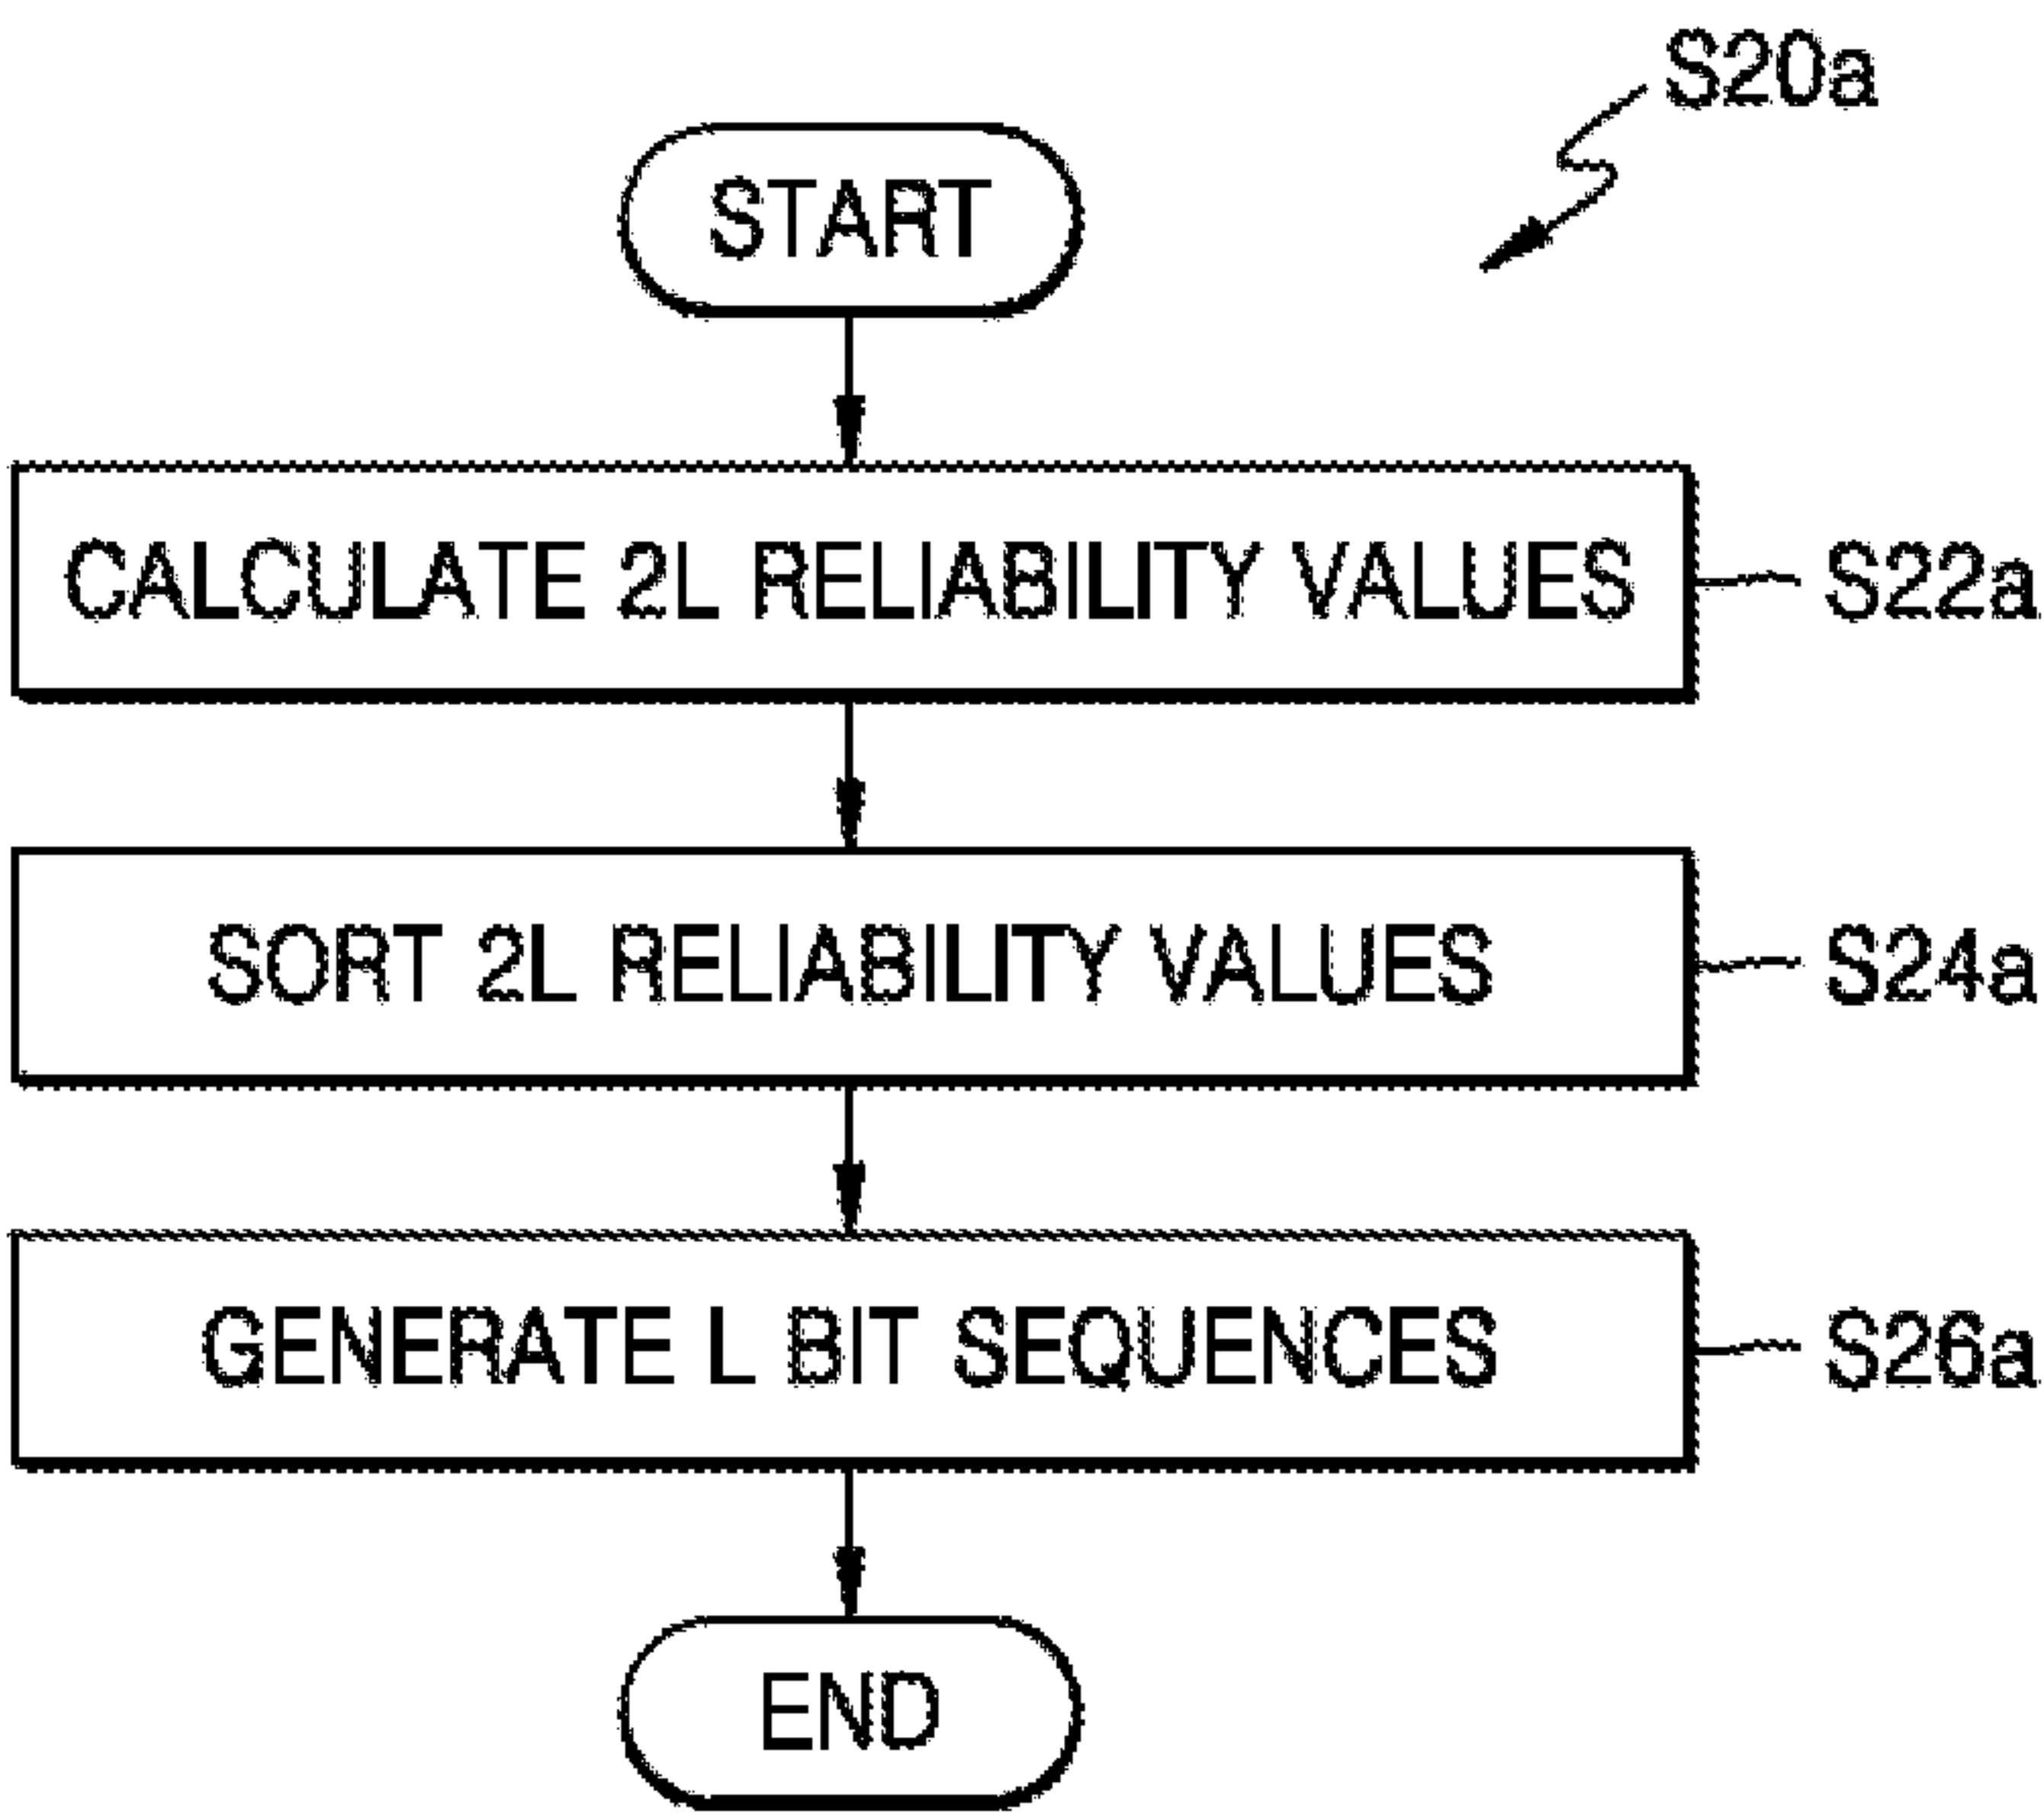 S20a
START
CALCULATE 2L RELIABILITY VALUES
S22a
SORT 2L RELIABILITY VALUES
S24a
GENERATE L BIT SEQUENCES
S26a
END